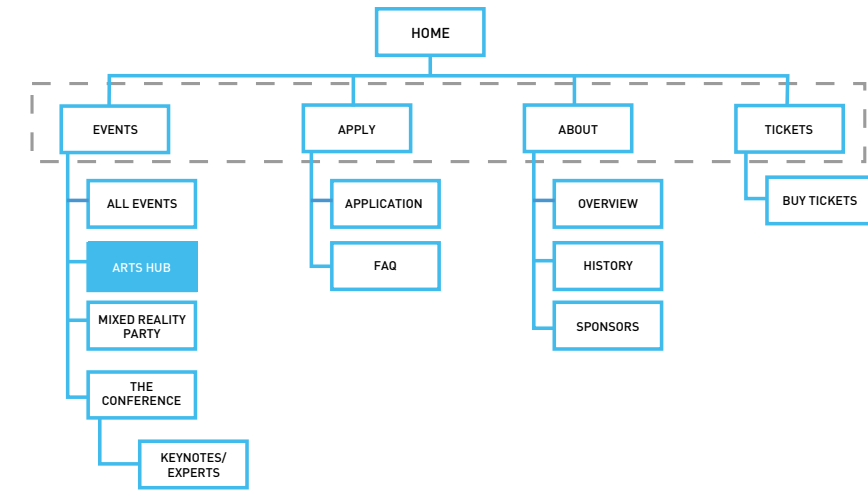 HOME
EVENTS
APPLY
ABOUT
TICKETS
ALL EVENTS
APPLICATION
OVERVIEW
BUY TICKETS
ARTS HUB
FAQ
HISTORY
MIXED REALITY
PARTY
SPONSORS
THE
CONFERENCE
KEYNOTES/
EXPERTS